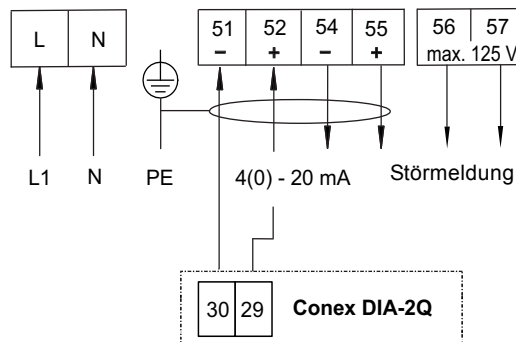 L N 51 52 54 55 56 57
− + − + max. 125 V
L1 N PE 4(0) - 20 mA Störmeldung
30 29 Conex DIA-2Q